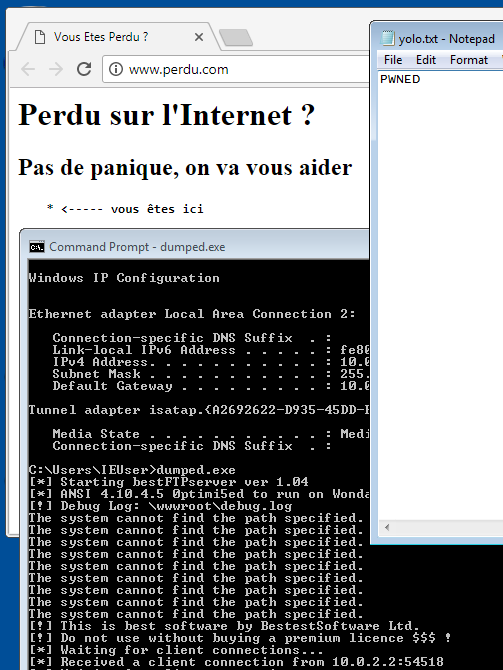 Vous Etes Perdu ?
www.perdu.com
Perdu sur l'Internet ?
Pas de panique, on va vous aider
* <----- vous êtes ici
yolo.txt - Notepad
File Edit Format
PWNED
Command Prompt - dumped.exe
Windows IP Configuration
Ethernet adapter Local Area Connection 2:
Connection-specific DNS Suffix . :
Link-local IPv6 Address . . . . . : fe80
IPv4 Address. . . . . . . . . . . : 10.0
Subnet Mask . . . . . . . . . . . : 255.
Default Gateway . . . . . . . . . : 10.0
Tunnel adapter isatap.{A2692622-D935-45DD-
Media State . . . . . . . . . . . : Medi
Connection-specific DNS Suffix . :
C:\Users\IEUser>dumped.exe
[*] Starting bestFTPserver ver 1.04
[*] ANSI 4.10.4.5 0ptimi5ed to run on Wonda
[!] Debug Log: \wwwroot\debug.log
The system cannot find the path specified.
The system cannot find the path specified.
The system cannot find the path specified.
The system cannot find the path specified.
The system cannot find the path specified.
The system cannot find the path specified.
The system cannot find the path specified.
The system cannot find the path specified.
The system cannot find the path specified.
[!] This is best software by BestestSoftware Ltd.
[!] Do not use without buying a premium licence $$$ !
[*] Waiting for client connections...
[*] Received a client connection from 10.0.2.2:54518